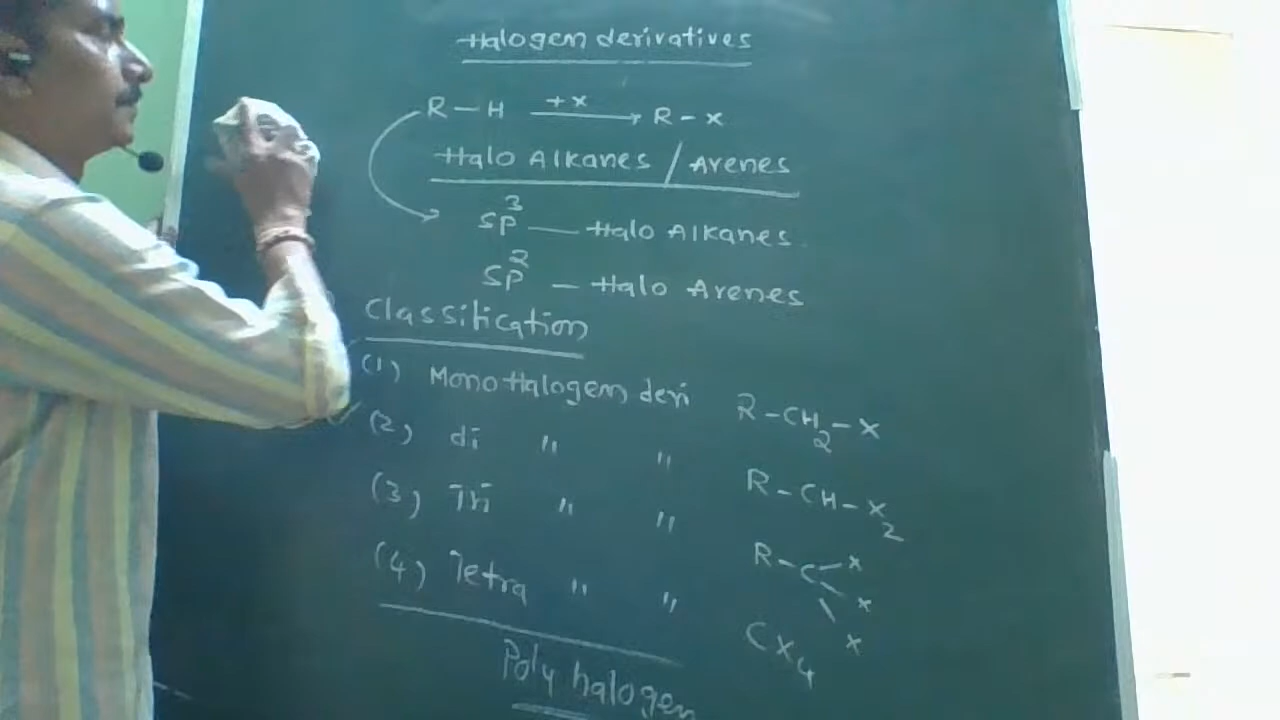 Halogen derivatives
R - H +X → R - X
Halo Alkanes / Arenes
SP³ — Halo Alkanes
SP² — Halo Arenes
Classification
(1) Mono Halogen deri R - CH₂ - X
(2) di " " R - CH - X₂
(3) Tri " " R - C - X X X
(4) Tetra " " CX₄
Poly halogen